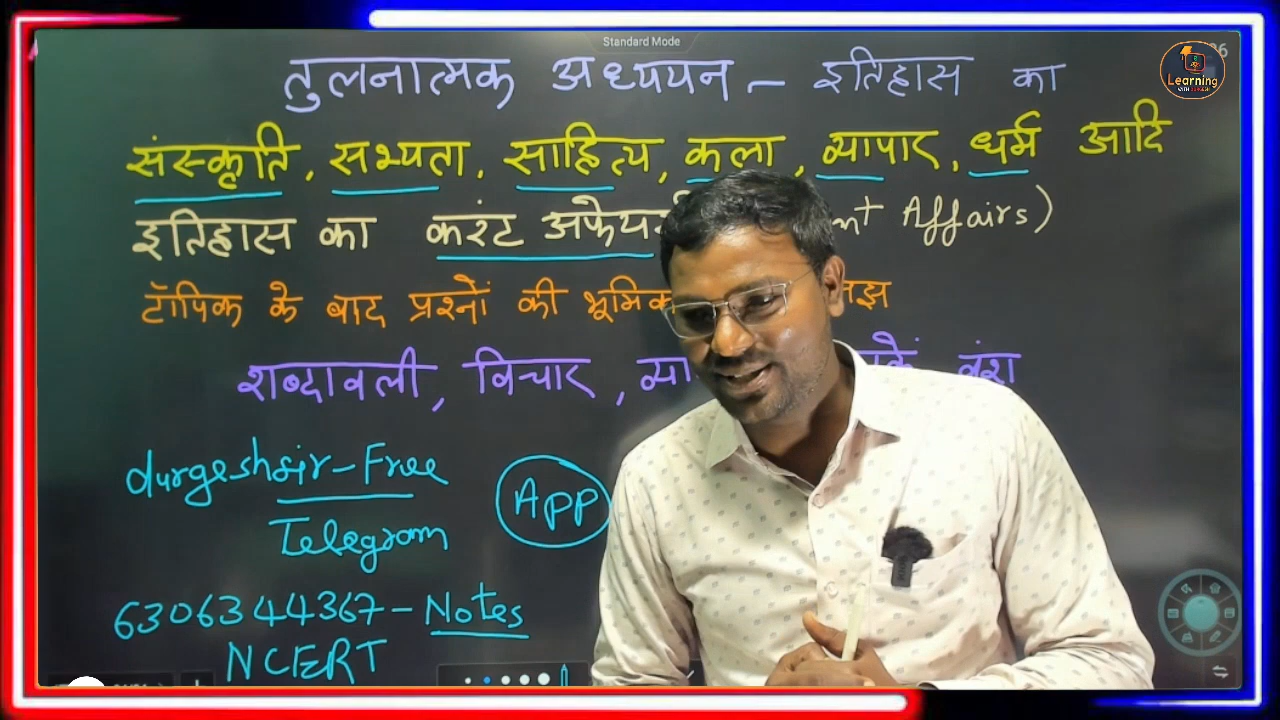 Standard Mode
Learning
तुलनात्मक अध्ययन – इतिहास का
संस्कृति, सभ्यता, साहित्य, कला, व्यापार, धर्म आदि
इतिहास का करंट अफेयर Affairs)
टॉपिक के बाद प्रश्नों की
शब्दावली, विचार, वंश
durgeshsir – Free
Telegram
App
6306344367 – Notes
NCERT